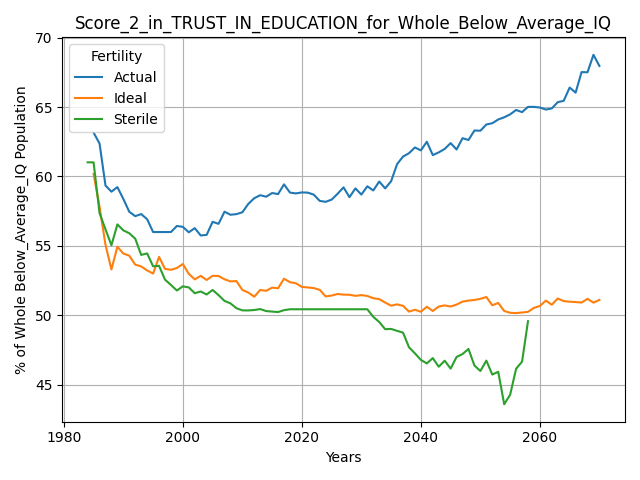 Score_2_in_TRUST_IN_EDUCATION_for_Whole_Below_Average_IQ
Fertility
Actual
Ideal
Sterile
70
65
60
55
50
45
% of Whole Below_Average_IQ Population
1980
2000
2020
2040
2060
Years